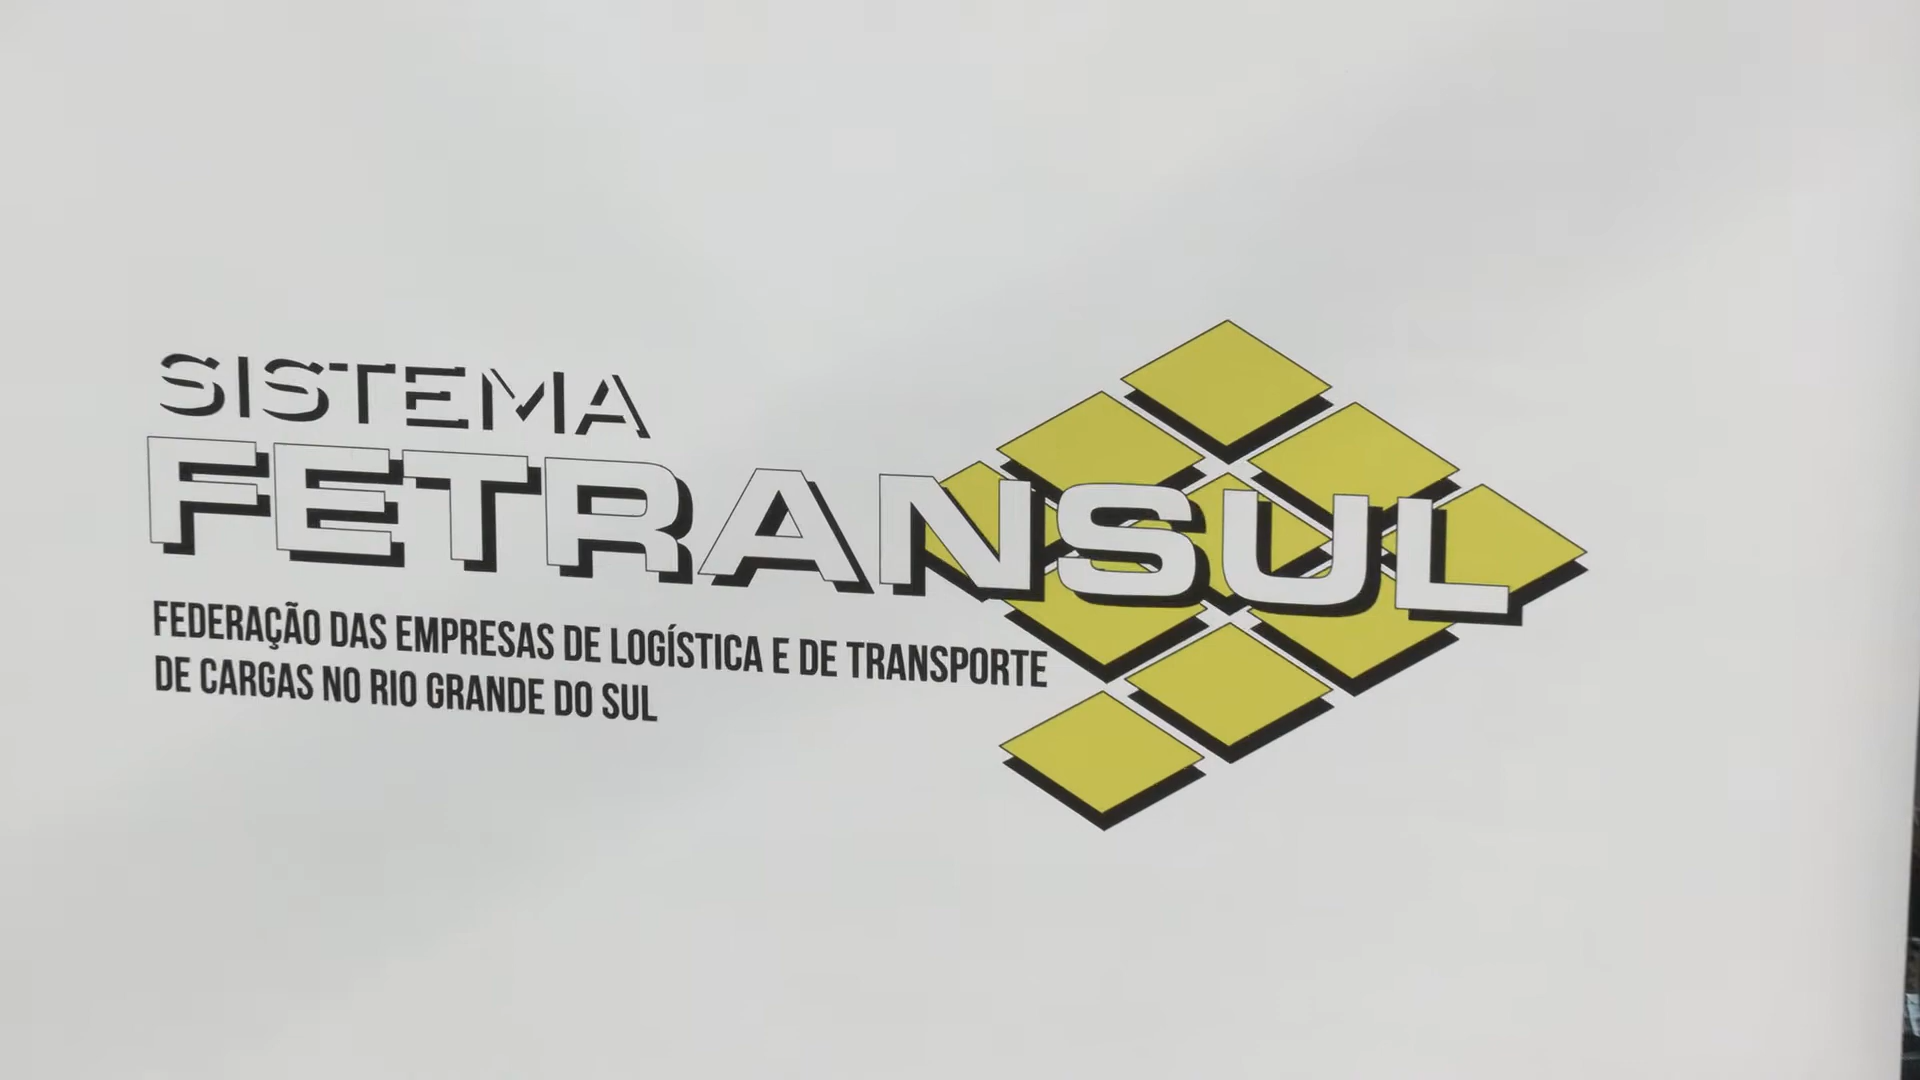 SISTEMA
FETRANSUL
FEDERAÇÃO DAS EMPRESAS DE LOGÍSTICA E DE TRANSPORTE
DE CARGAS NO RIO GRANDE DO SUL